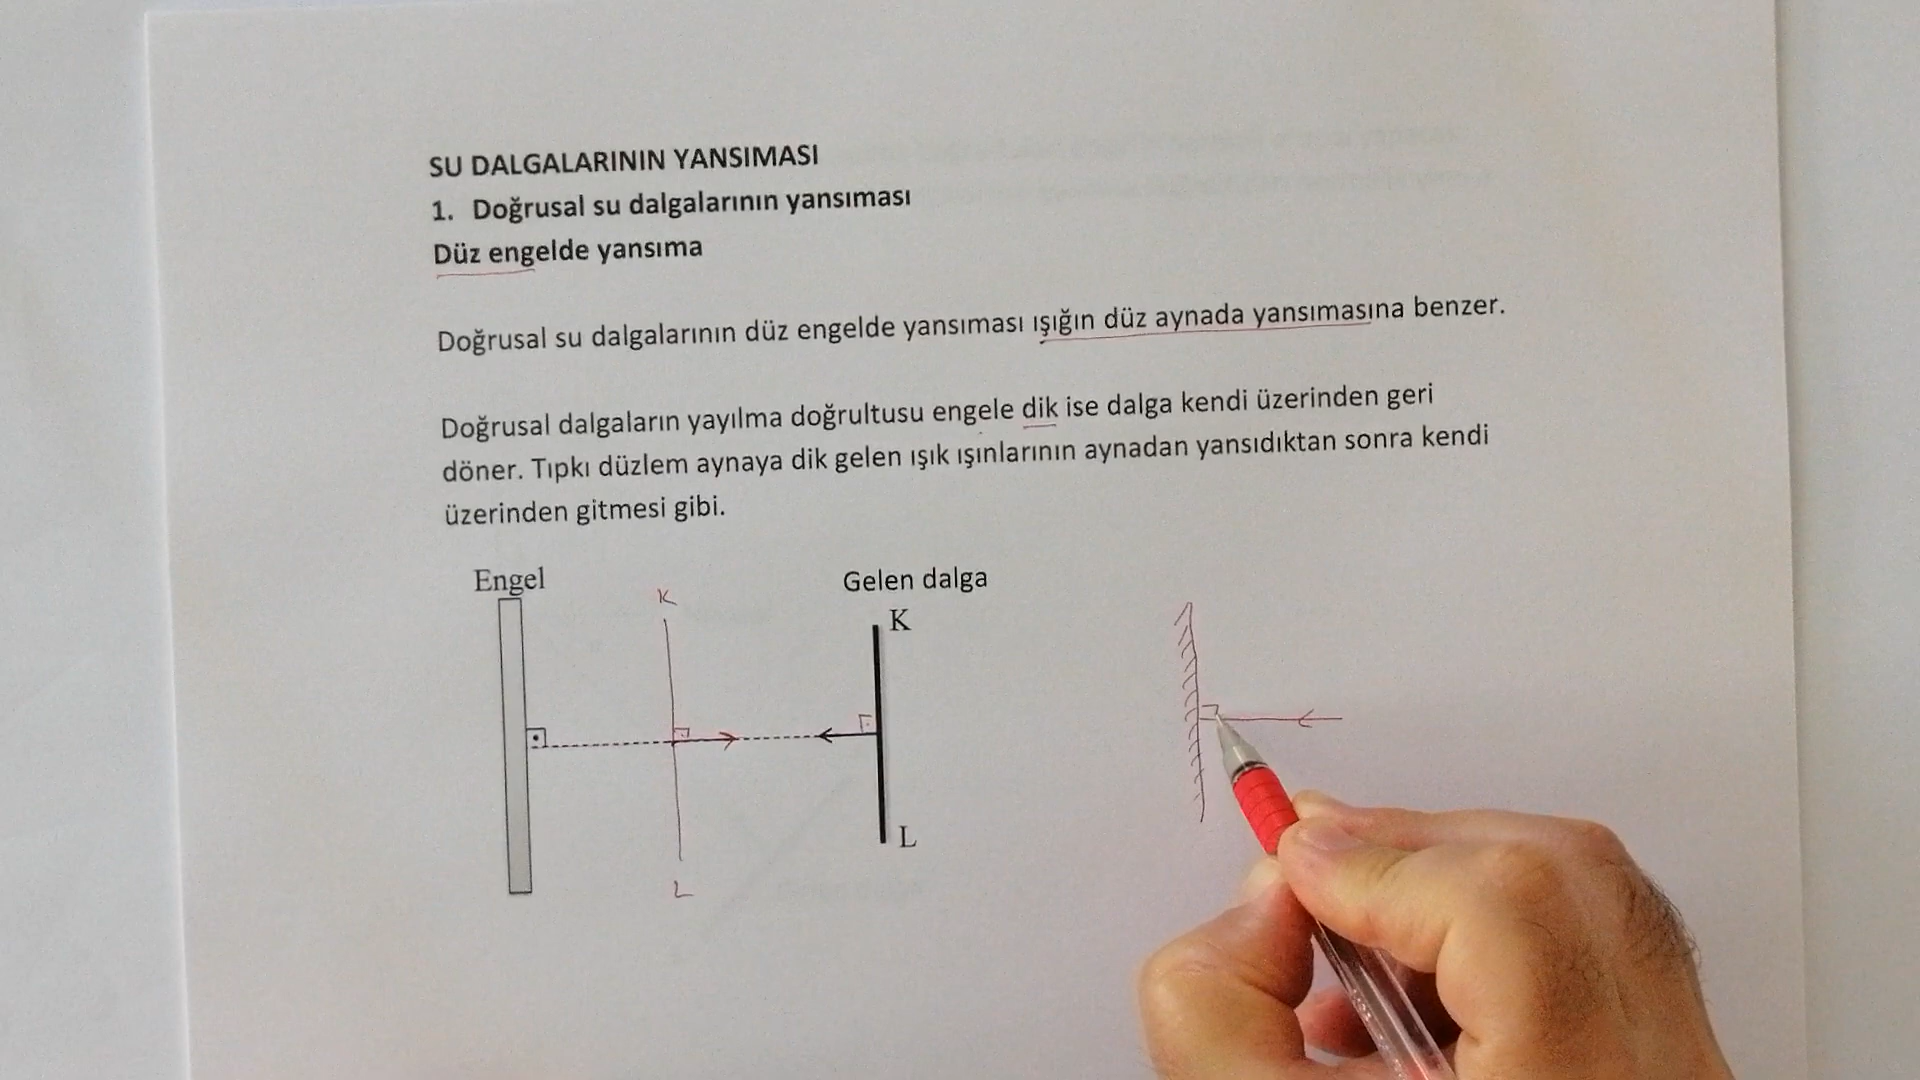 SU DALGALARININ YANSIMASI
1. Doğrusal su dalgalarının yansıması
Düz engelde yansıma
Doğrusal su dalgalarının düz engelde yansıması ışığın düz aynada yansımasına benzer.
Doğrusal dalgaların yayılma doğrultusu engele dik ise dalga kendi üzerinden geri
döner. Tıpkı düzlem aynaya dik gelen ışık ışınlarının aynadan yansıdıktan sonra kendi
üzerinden gitmesi gibi.
Engel
Gelen dalga
K
K
L
L